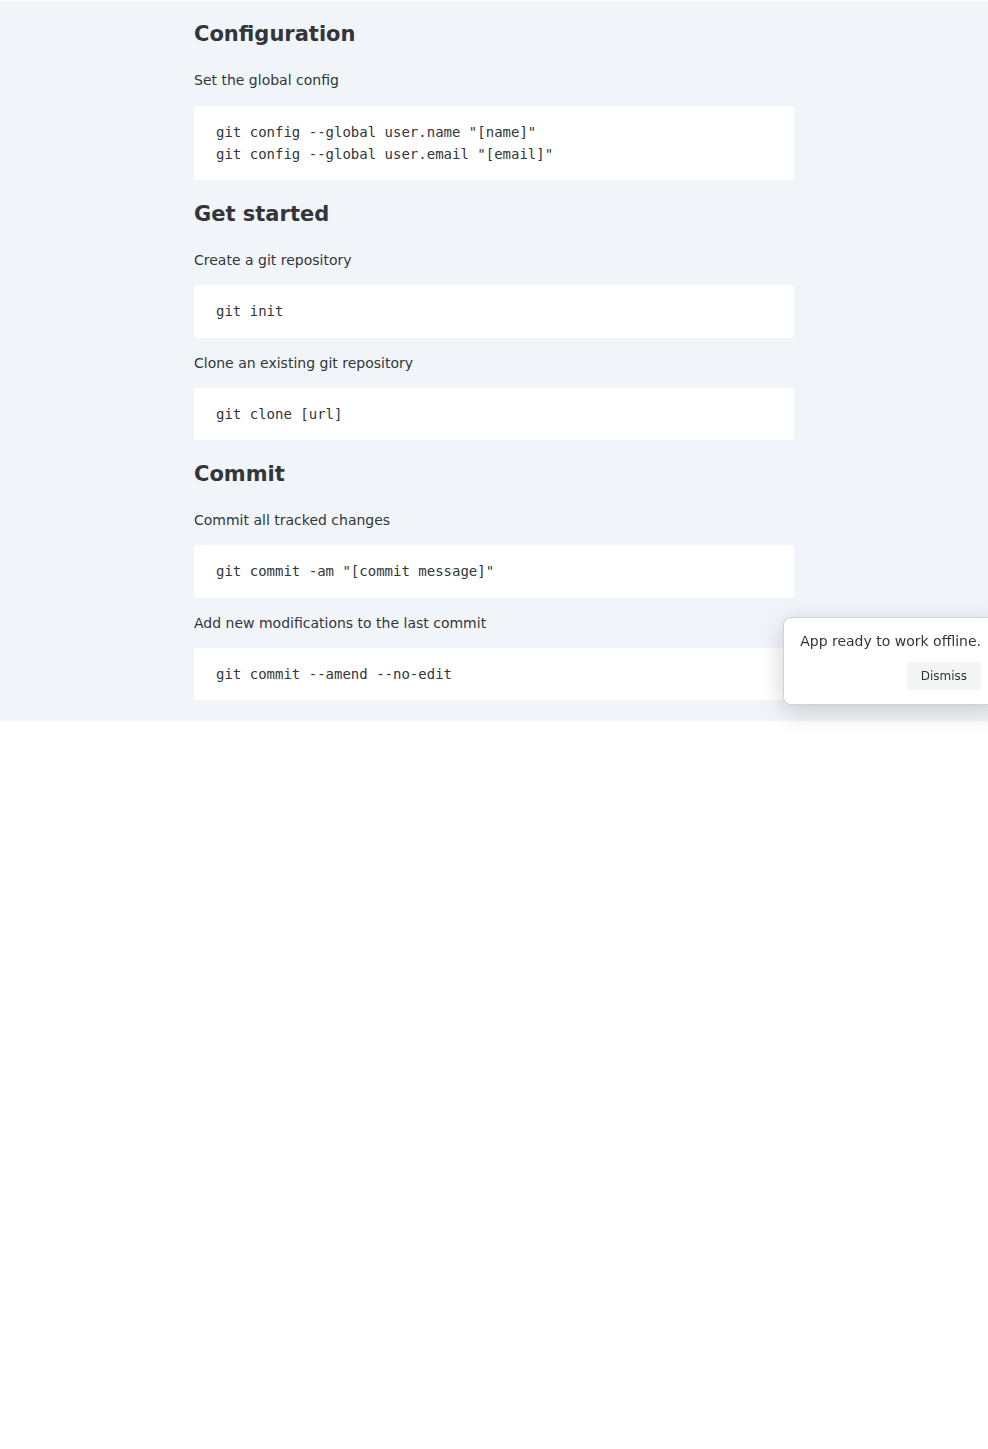 Configuration
Set the global config
git config --global user.name "[name]"
git config --global user.email "[email]"
Get started
Create a git repository
git init
Clone an existing git repository
git clone [url]
Commit
Commit all tracked changes
git commit -am "[commit message]"
Add new modifications to the last commit
git commit --amend --no-edit
App ready to work offline.
Dismiss